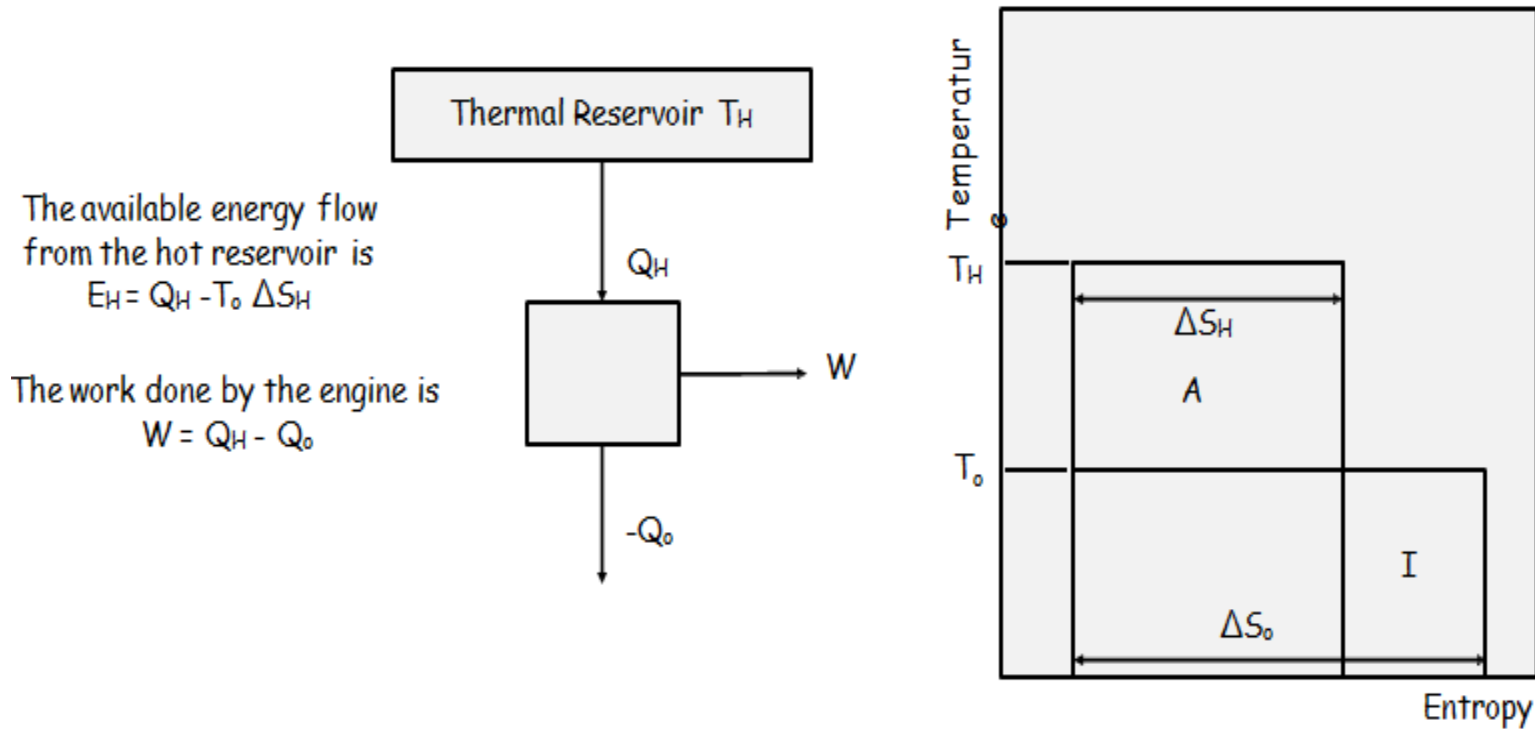 Thermal Reservoir TH
The available energy flow
from the hot reservoir is
EH = QH -To ΔSH
The work done by the engine is
W = QH - Qo
QH
W
-Qo
Temperatur
e
TH
ΔSH
A
To
I
ΔSo
Entropy